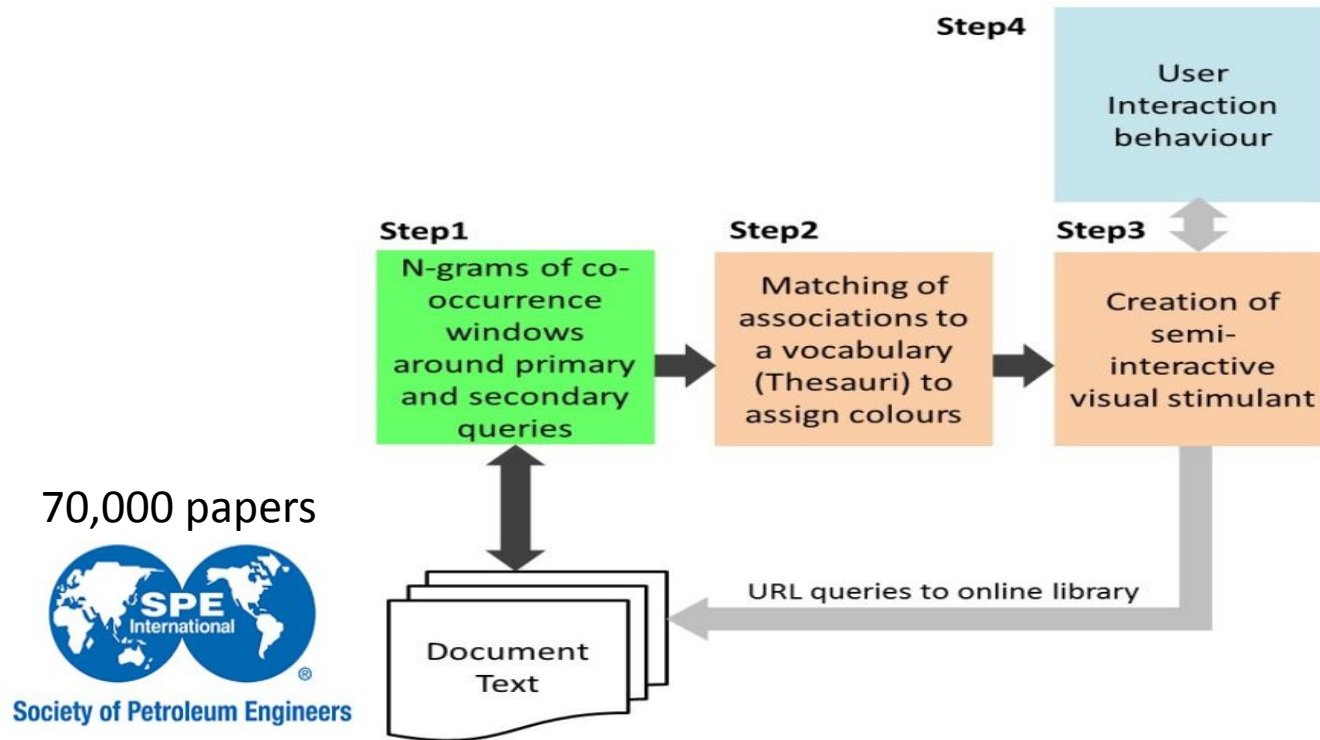 Step4
User
Interaction
behaviour
Step1
N-grams of co-
occurrence
windows
around primary
and secondary
queries
Step2
Matching of
associations to
a vocabulary
(Thesauri) to
assign colours
Step3
Creation of
semi-
interactive
visual stimulant
70,000 papers
SPE
International
®
Society of Petroleum Engineers
Document
Text
URL queries to online library